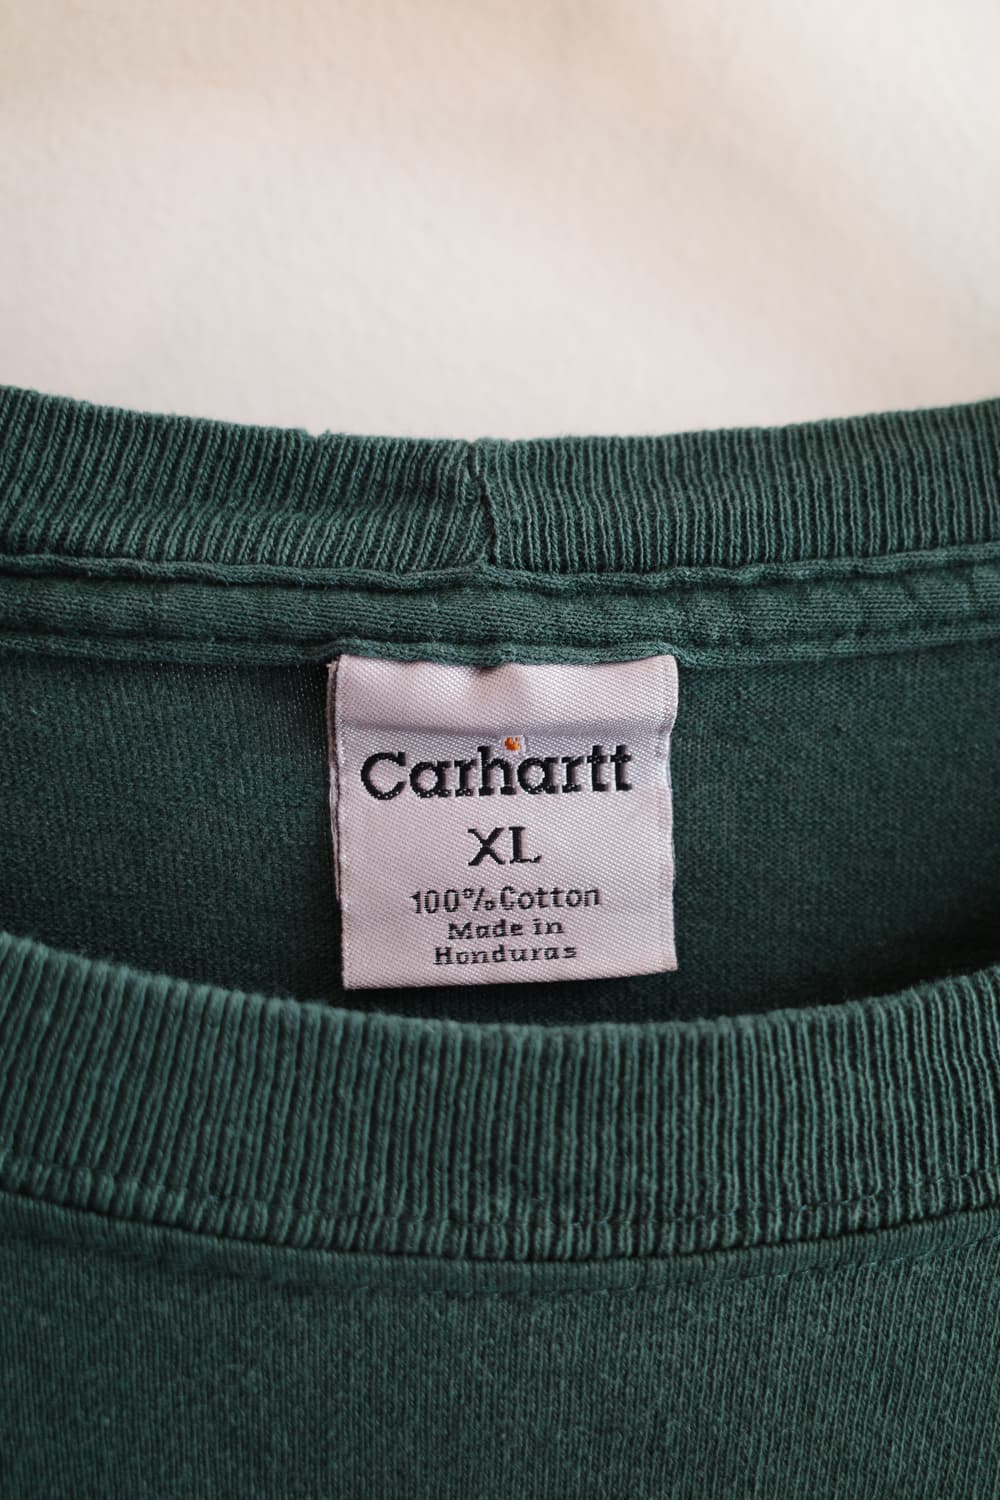 Carhartt
XL
100% Cotton
Made in
Honduras